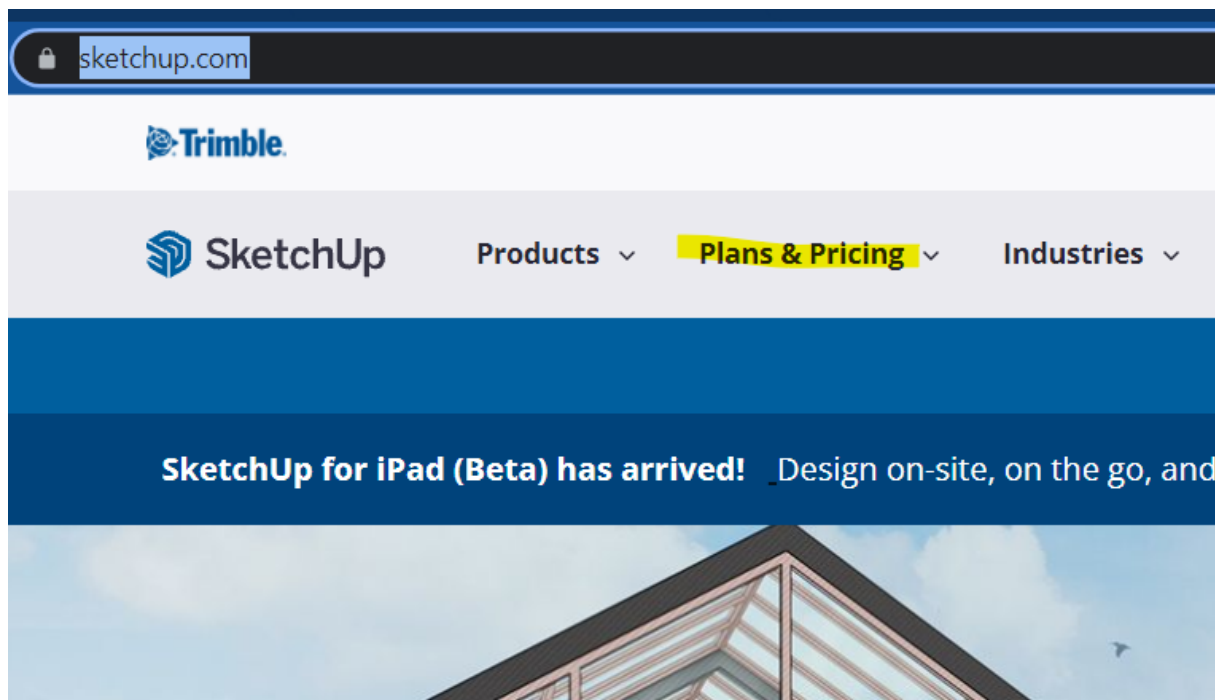 sketchup.com
Trimble
SketchUp Products Plans & Pricing Industries
SketchUp for iPad (Beta) has arrived! Design on-site, on the go, and